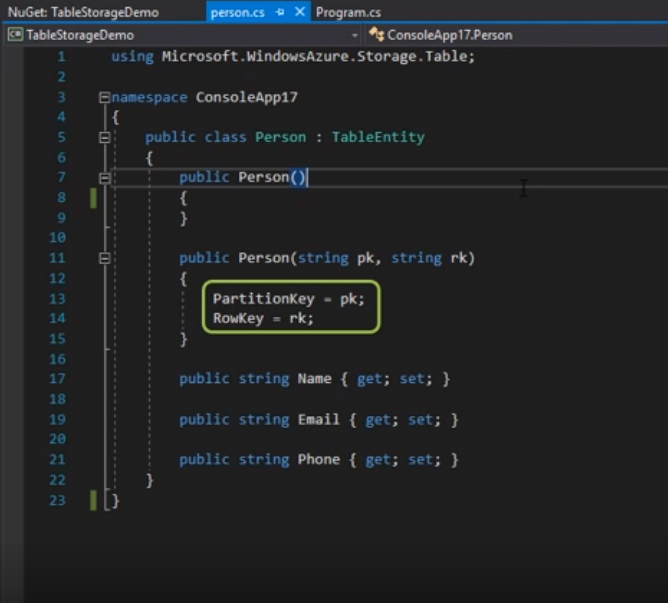 NuGet: TableStorageDemo person.cs Program.cs
C# TableStorageDemo ConsoleApp17.Person
1 using Microsoft.WindowsAzure.Storage.Table;
2
3 namespace ConsoleApp17
4 {
5 public class Person : TableEntity
6 {
7 public Person()
8 {
9 }
10
11 public Person(string pk, string rk)
12 {
13 PartitionKey = pk;
14 RowKey = rk;
15 }
16
17 public string Name { get; set; }
18
19 public string Email { get; set; }
20
21 public string Phone { get; set; }
22 }
23 }